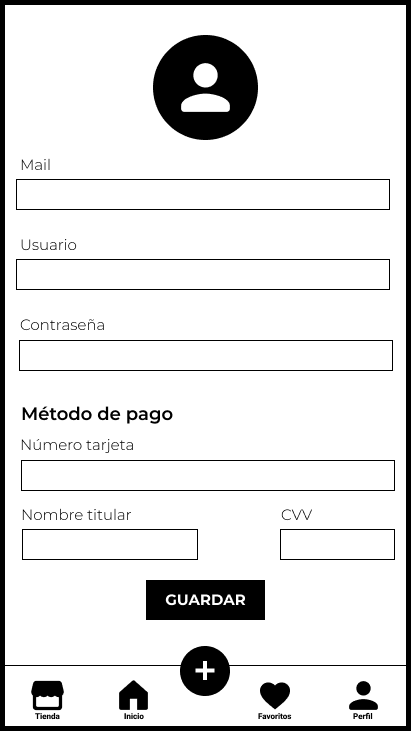 Mail
Usuario
Contraseña
Método de pago
Número tarjeta
Nombre titular CVV
GUARDAR
+
Tienda Inicio Favoritos Perfil